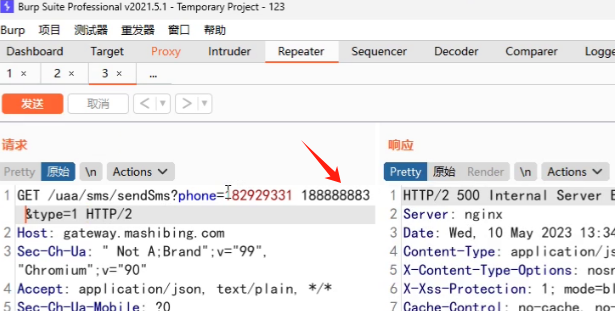 Burp Suite Professional v2021.5.1 - Temporary Project - 123
Burp 项目 测试器 重发器 窗口 帮助
Dashboard Target Proxy Intruder Repeater Sequencer Decoder Comparer Logger
1 × 2 × 3 × ...
发送 取消 < ▼ > ▼
请求
Pretty 原始 \n Actions
1 GET /uaa/sms/sendSms?phone=182929331 188888883
&type=1 HTTP/2
2 Host: gateway.mashibing.com
3 Sec-Ch-Ua: " Not A;Brand";v="99",
"Chromium";v="90"
4 Accept: application/json, text/plain, */*
5 Sec-Ch-Ua-Mobile: ?0
响应
Pretty 原始 Render \n Actions
1 HTTP/2 500 Internal Server E
2 Server: nginx
3 Date: Wed, 10 May 2023 13:34
4 Content-Type: application/js
5 X-Content-Type-Options: nosn
6 X-Xss-Protection: 1; mode=bl
7 Cache-Control: no-cache, no-s